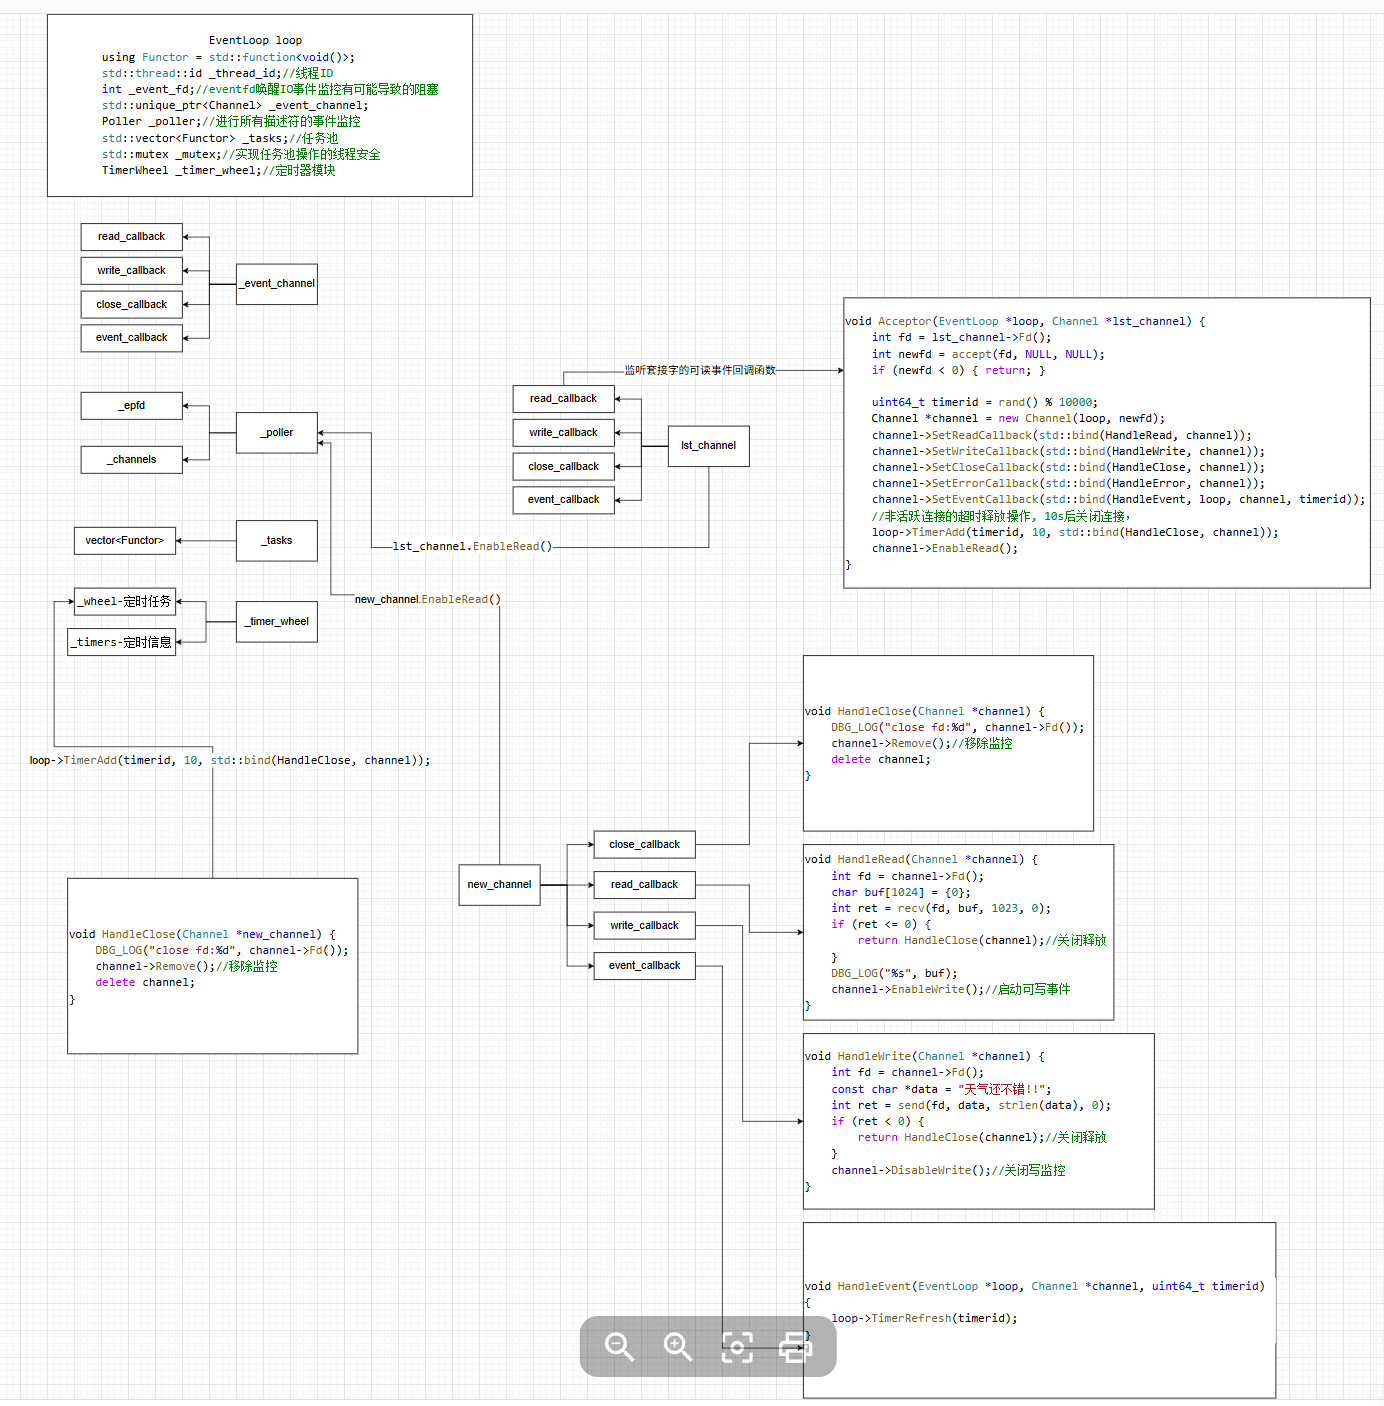 EventLoop loop
using Functor = std::function<void()>;
std::thread::id _thread_id;//线程ID
int _event_fd;//eventfd唤醒IO事件监控有可能导致的阻塞
std::unique_ptr<Channel> _event_channel;
Poller _poller;//进行所有描述符的事件监控
std::vector<Functor> _tasks;//任务池
std::mutex _mutex;//实现任务池操作的线程安全
TimerWheel _timer_wheel;//定时器模块
read_callback
write_callback
close_callback
event_callback
_event_channel
_epfd
_channels
_poller
vector<Functor>
_tasks
_wheel-定时任务
_timers-定时信息
_timer_wheel
监听套接字的可读事件回调函数
read_callback
write_callback
close_callback
event_callback
lst_channel
lst_channel.EnableRead()
new_channel.EnableRead()
void Acceptor(EventLoop *loop, Channel *lst_channel) {
    int fd = lst_channel->Fd();
    int newfd = accept(fd, NULL, NULL);
    if (newfd < 0) { return; }
    uint64_t timerid = rand() % 10000;
    Channel *channel = new Channel(loop, newfd);
    channel->SetReadCallback(std::bind(HandleRead, channel));
    channel->SetWriteCallback(std::bind(HandleWrite, channel));
    channel->SetCloseCallback(std::bind(HandleClose, channel));
    channel->SetErrorCallback(std::bind(HandleError, channel));
    channel->SetEventCallback(std::bind(HandleEvent, loop, channel, timerid));
    //非活跃连接的超时释放操作, 10s后关闭连接,
    loop->TimerAdd(timerid, 10, std::bind(HandleClose, channel));
    channel->EnableRead();
}
loop->TimerAdd(timerid, 10, std::bind(HandleClose, channel));
void HandleClose(Channel *new_channel) {
    DBG_LOG("close fd:%d", channel->Fd());
    channel->Remove();//移除监控
    delete channel;
}
new_channel
close_callback
read_callback
write_callback
event_callback
void HandleClose(Channel *channel) {
    DBG_LOG("close fd:%d", channel->Fd());
    channel->Remove();//移除监控
    delete channel;
}
void HandleRead(Channel *channel) {
    int fd = channel->Fd();
    char buf[1024] = {0};
    int ret = recv(fd, buf, 1023, 0);
    if (ret <= 0) {
        return HandleClose(channel);//关闭释放
    }
    DBG_LOG("%s", buf);
    channel->EnableWrite();//启动可写事件
}
void HandleWrite(Channel *channel) {
    int fd = channel->Fd();
    const char *data = "天气还不错!!";
    int ret = send(fd, data, strlen(data), 0);
    if (ret < 0) {
        return HandleClose(channel);//关闭释放
    }
    channel->DisableWrite();//关闭写监控
}
void HandleEvent(EventLoop *loop, Channel *channel, uint64_t timerid)
{
    loop->TimerRefresh(timerid);
}